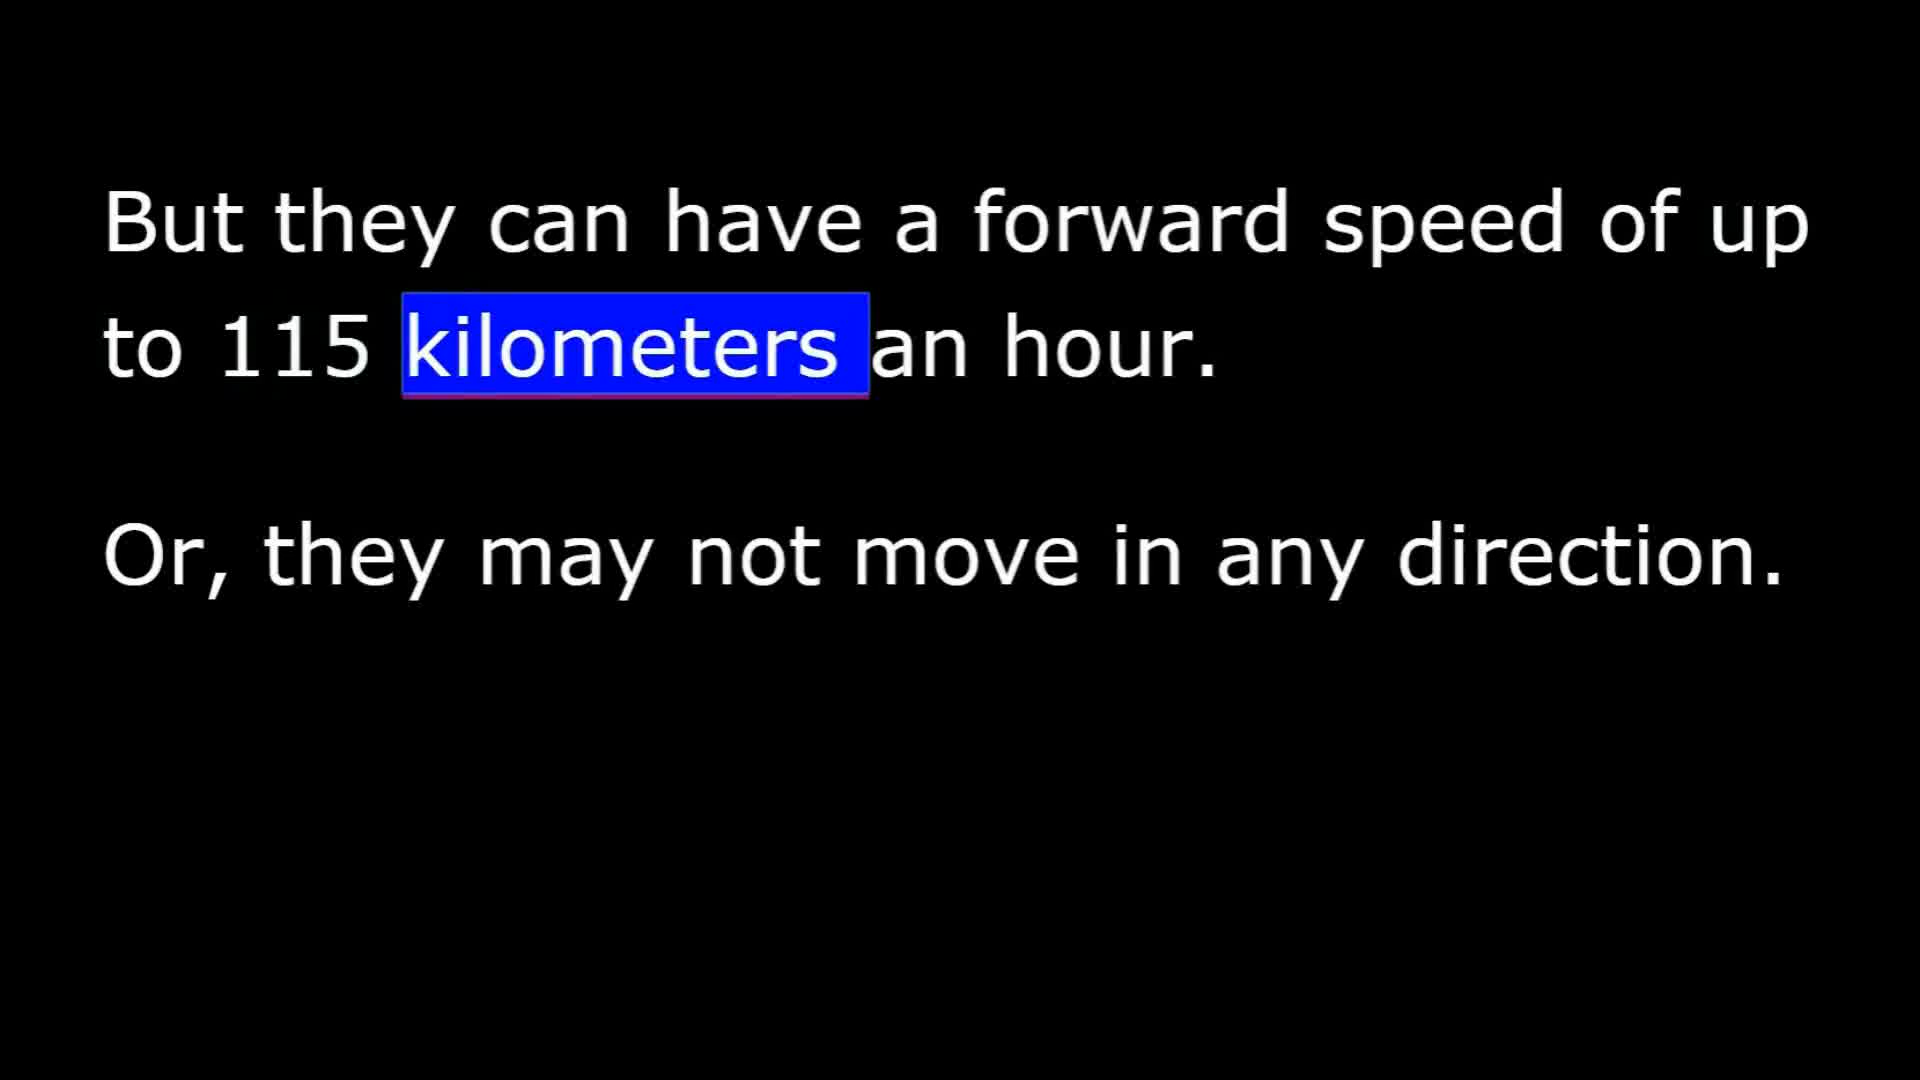 But they can have a forward speed of up
to 115 kilometers an hour.
Or, they may not move in any direction.